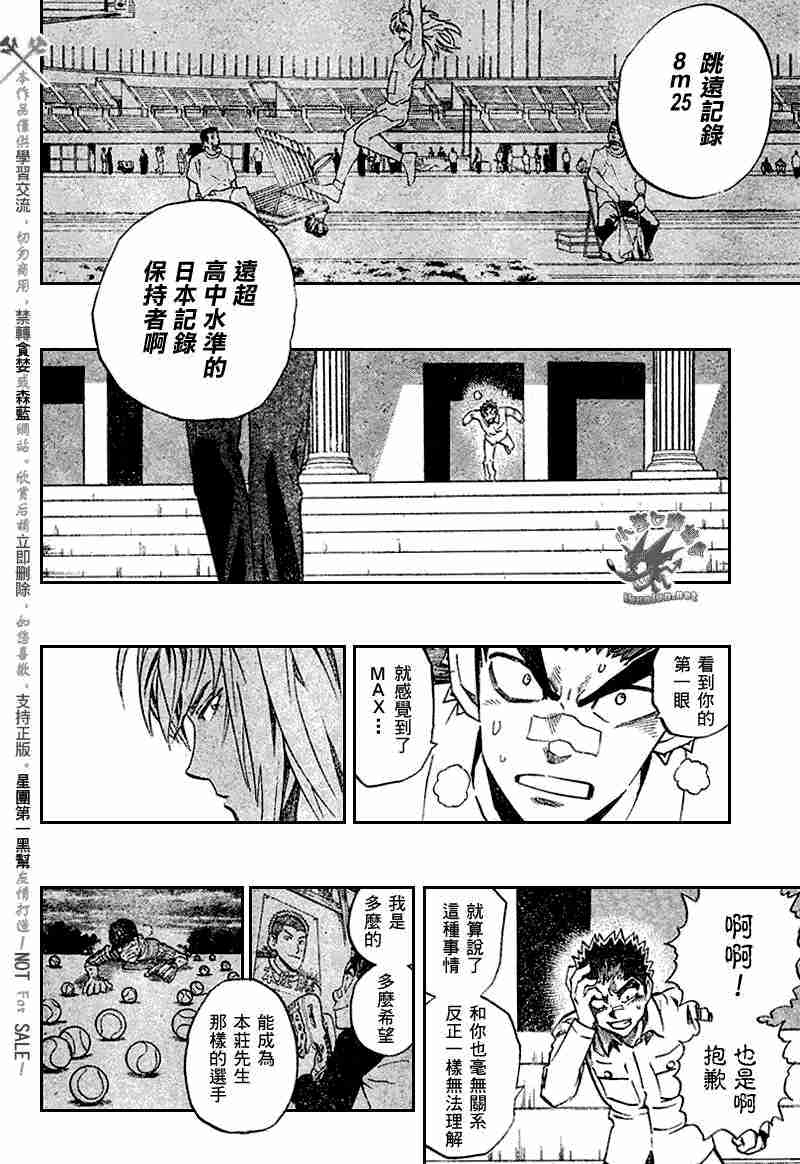 跳遠記錄
8m25
遠超
高中水準的
日本記錄
保持者啊
看到你的
第一眼
就感覺到了
MAX…
啊啊！
也是啊
抱歉
就算說了
這種事情
和你也毫無關系
反正一樣無法理解
我是
多麼的
多麼希望
能成為
本莊先生
那樣的選手
本作品僅供學習交流，切勿商用，禁轉貪婪或森藍網站。欣賞后請立即刪除，如您喜歡，支持正版。星團第一黑幫友情打造—NOT For SALE—